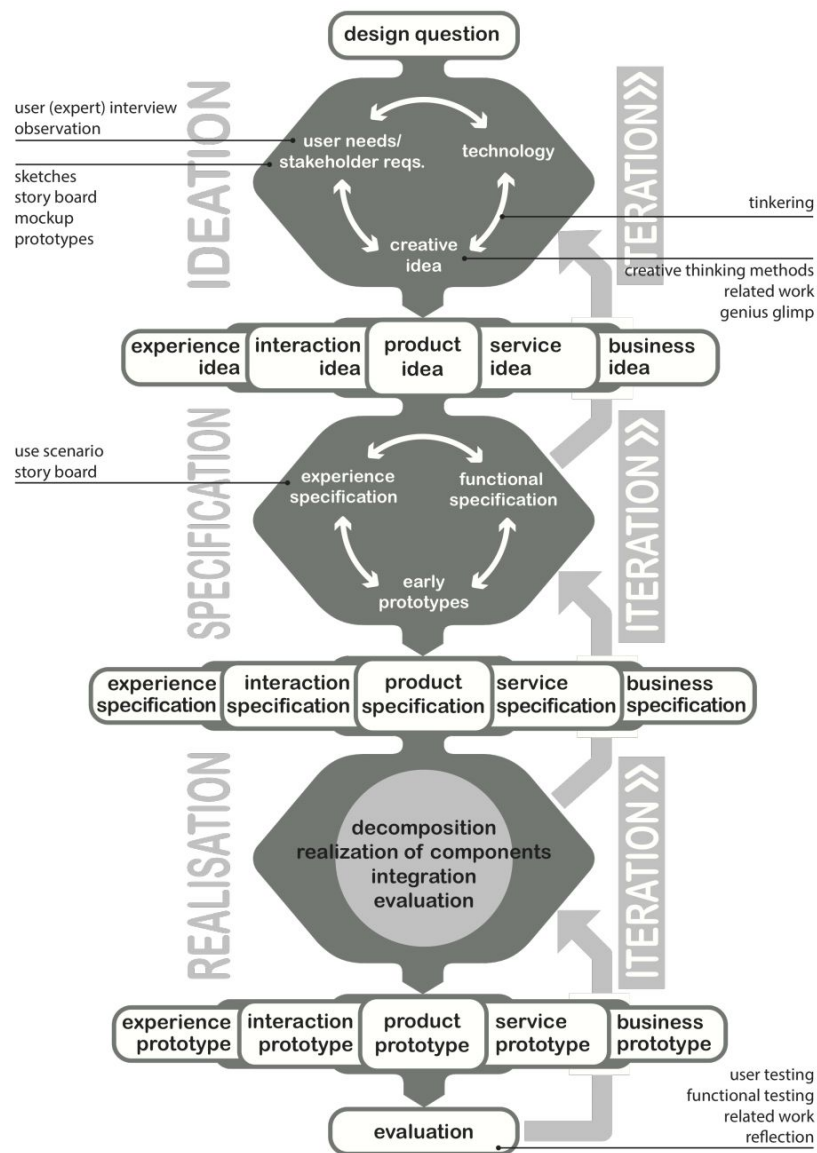 design question
IDEATION
ITERATION >>
user (expert) interview
observation
sketches
story board
mockup
prototypes
user needs/
stakeholder reqs.
technology
creative
idea
tinkering
creative thinking methods
related work
genius glimp
experience
idea
interaction
idea
product
idea
service
idea
business
idea
SPECIFICATION
ITERATION >>
use scenario
story board
experience
specification
functional
specification
early
prototypes
experience
specification
interaction
specification
product
specification
service
specification
business
specification
REALISATION
ITERATION >>
decomposition
realization of components
integration
evaluation
experience
prototype
interaction
prototype
product
prototype
service
prototype
business
prototype
evaluation
user testing
functional testing
related work
reflection